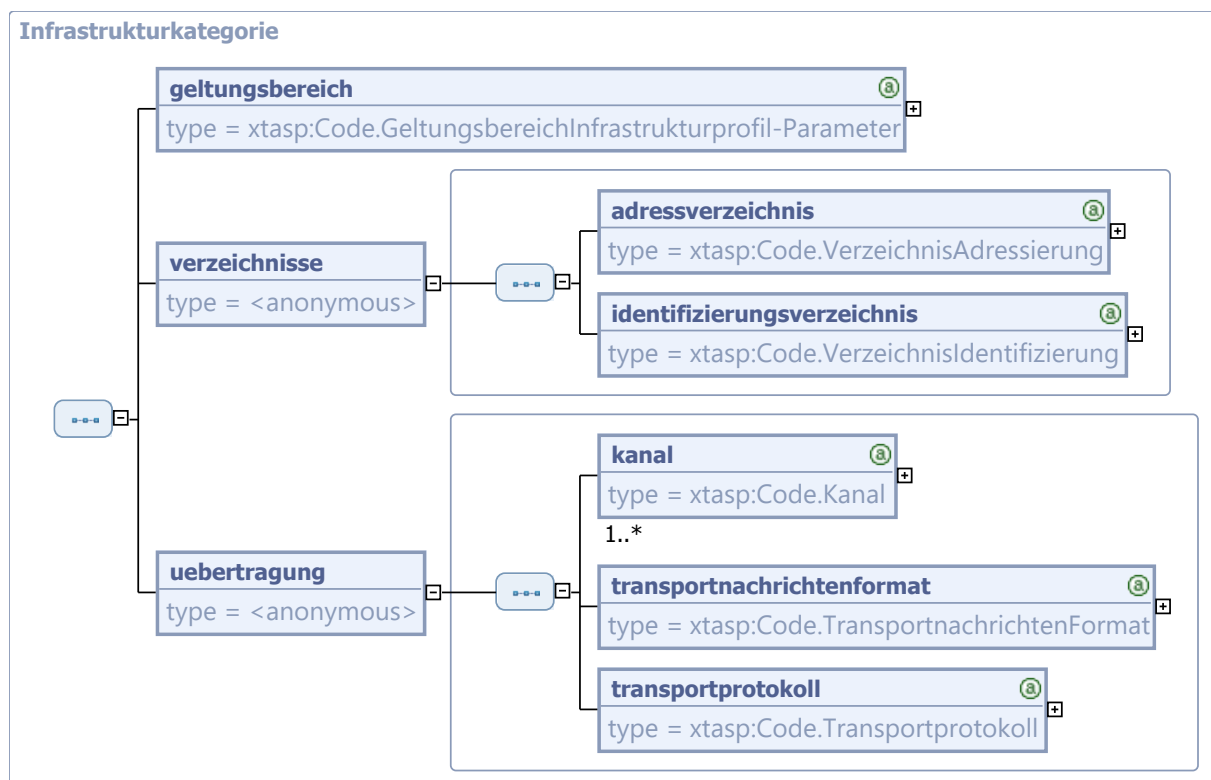 Infrastrukturkategorie
geltungsbereich
type = xtasp:Code.GeltungsbereichInfrastrukturprofil-Parameter
adressverzeichnis
type = xtasp:Code.VerzeichnisAdressierung
verzeichnisse
type = <anonymous>
identifizierungsverzeichnis
type = xtasp:Code.VerzeichnisIdentifizierung
kanal
type = xtasp:Code.Kanal
1..*
uebertragung
type = <anonymous>
transportnachrichtenformat
type = xtasp:Code.TransportnachrichtenFormat
transportprotokoll
type = xtasp:Code.Transportprotokoll